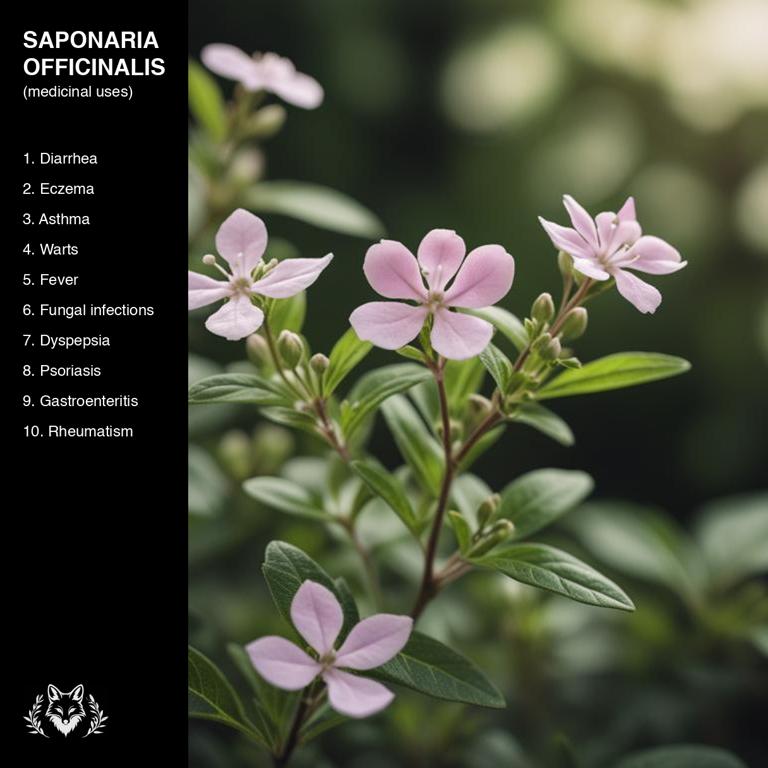 SAPONARIA
OFFICINALIS
(medicinal uses)
1. Diarrhea
2. Eczema
3. Asthma
4. Warts
5. Fever
6. Fungal infections
7. Dyspepsia
8. Psoriasis
9. Gastroenteritis
10. Rheumatism